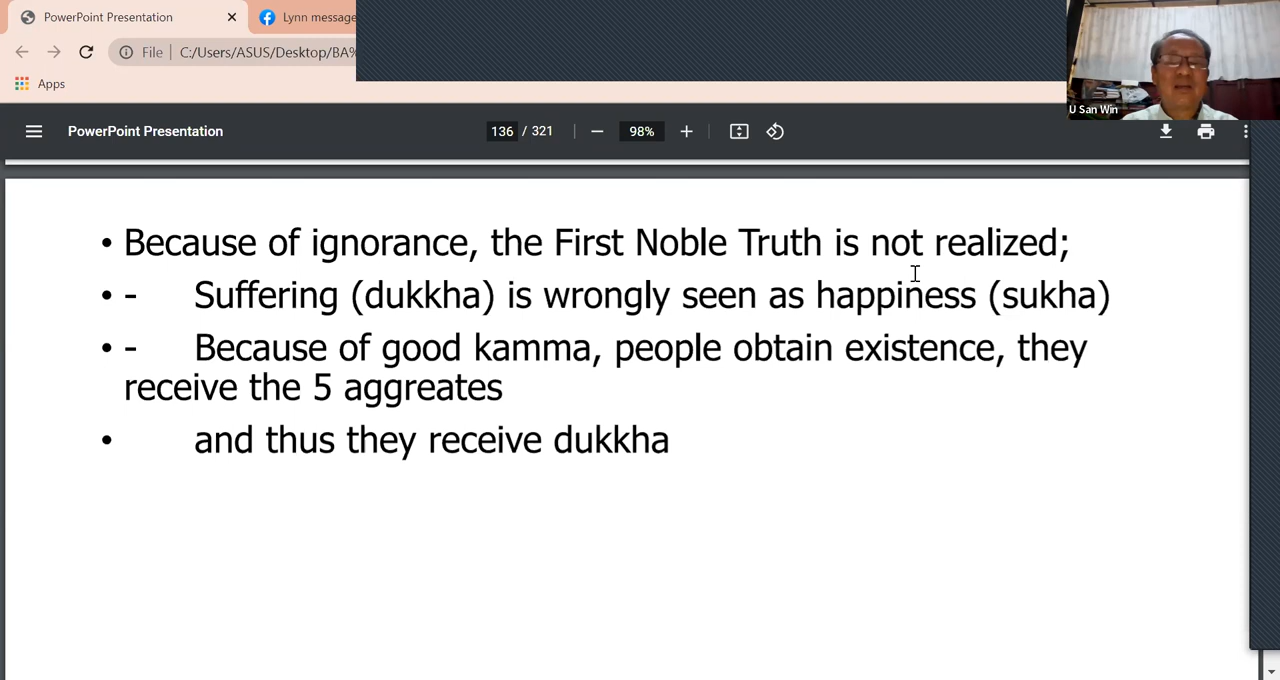 PowerPoint Presentation
Lynn message
File
C:/Users/ASUS/Desktop/BA%
Apps
U San Win
PowerPoint Presentation
136 / 321
98%
• Because of ignorance, the First Noble Truth is not realized;
• - Suffering (dukkha) is wrongly seen as happiness (sukha)
• - Because of good kamma, people obtain existence, they
receive the 5 aggreates
• and thus they receive dukkha